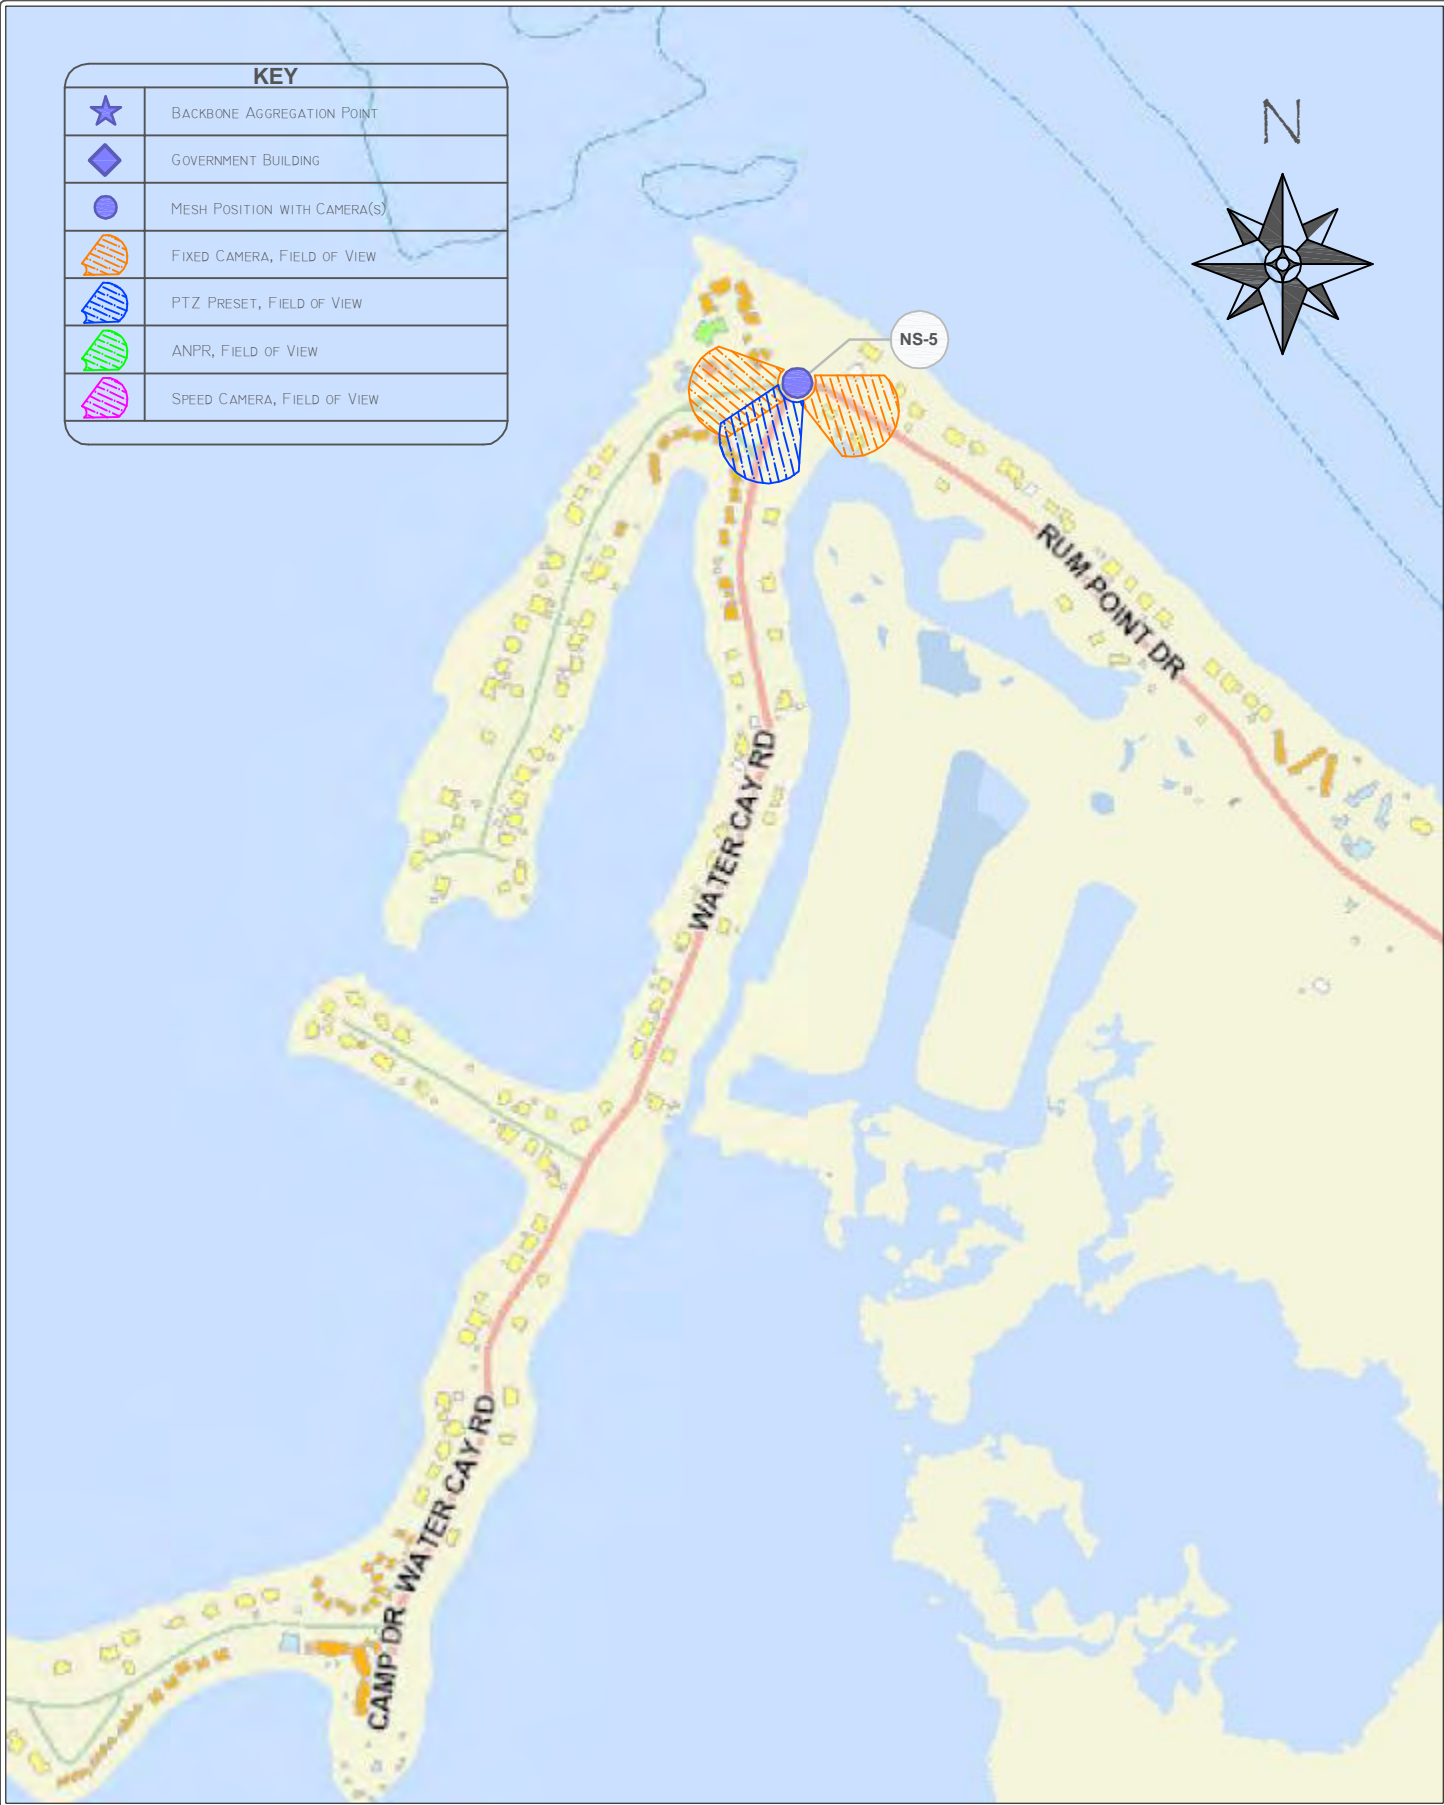 KEY
BACKBONE AGGREGATION POINT
GOVERNMENT BUILDING
MESH POSITION WITH CAMERA(S)
FIXED CAMERA, FIELD OF VIEW
PTZ PRESET, FIELD OF VIEW
ANPR, FIELD OF VIEW
SPEED CAMERA, FIELD OF VIEW
N
NS-5
RUM POINT DR
WATER CAY RD
WATER CAY RD
CAMP DR